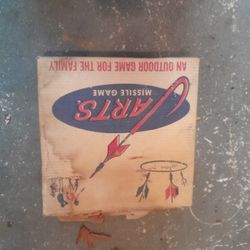 AN OUTDOOR GAME FOR THE FAMILY
MISSILE GAME
JARTS